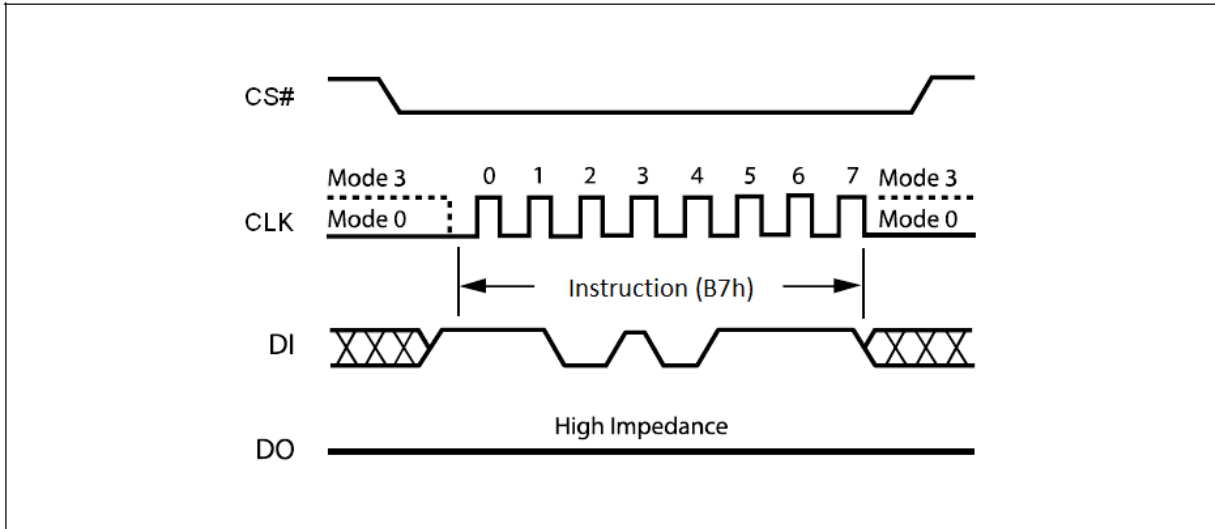 CS#
Mode 3 0 1 2 3 4 5 6 7 Mode 3
CLK Mode 0 Mode 0
Instruction (B7h)
DI
High Impedance
DO